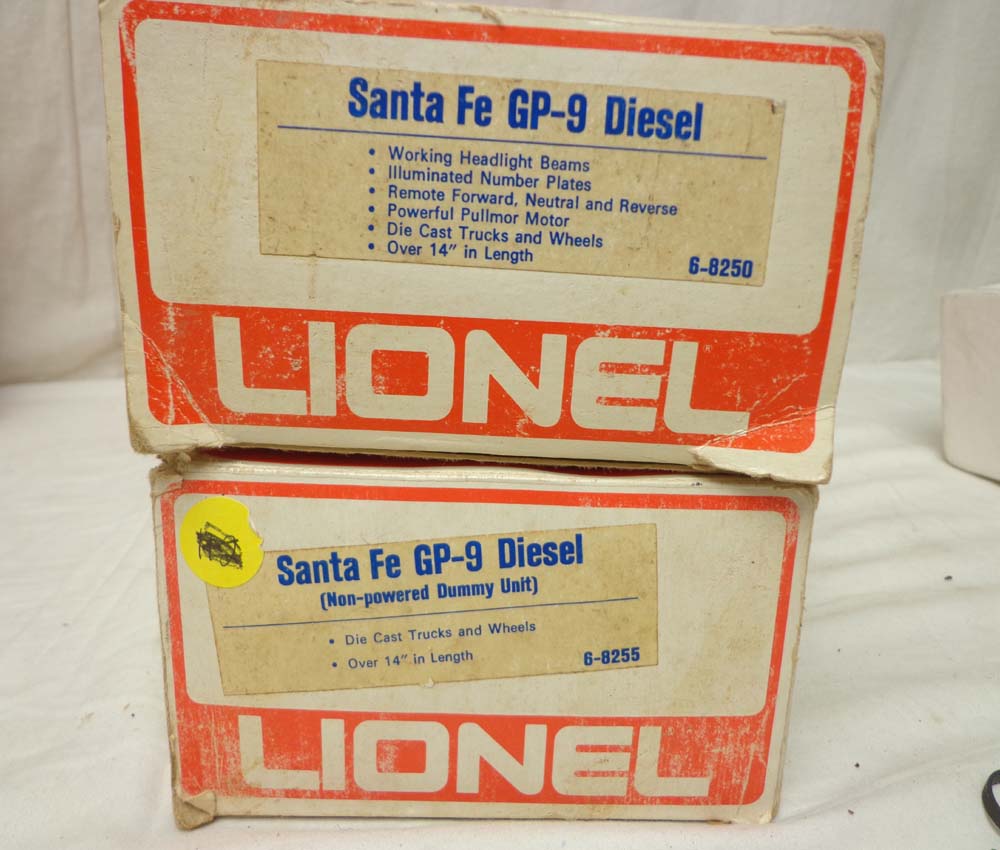 Santa Fe GP-9 Diesel
• Working Headlight Beams
• Illuminated Number Plates
• Remote Forward, Neutral and Reverse
• Powerful Pullmor Motor
• Die Cast Trucks and Wheels
• Over 14" in Length
6-8250
LIONEL®
Santa Fe GP-9 Diesel
(Non-powered Dummy Unit)
• Die Cast Trucks and Wheels
• Over 14" in Length
6-8255
LIONEL